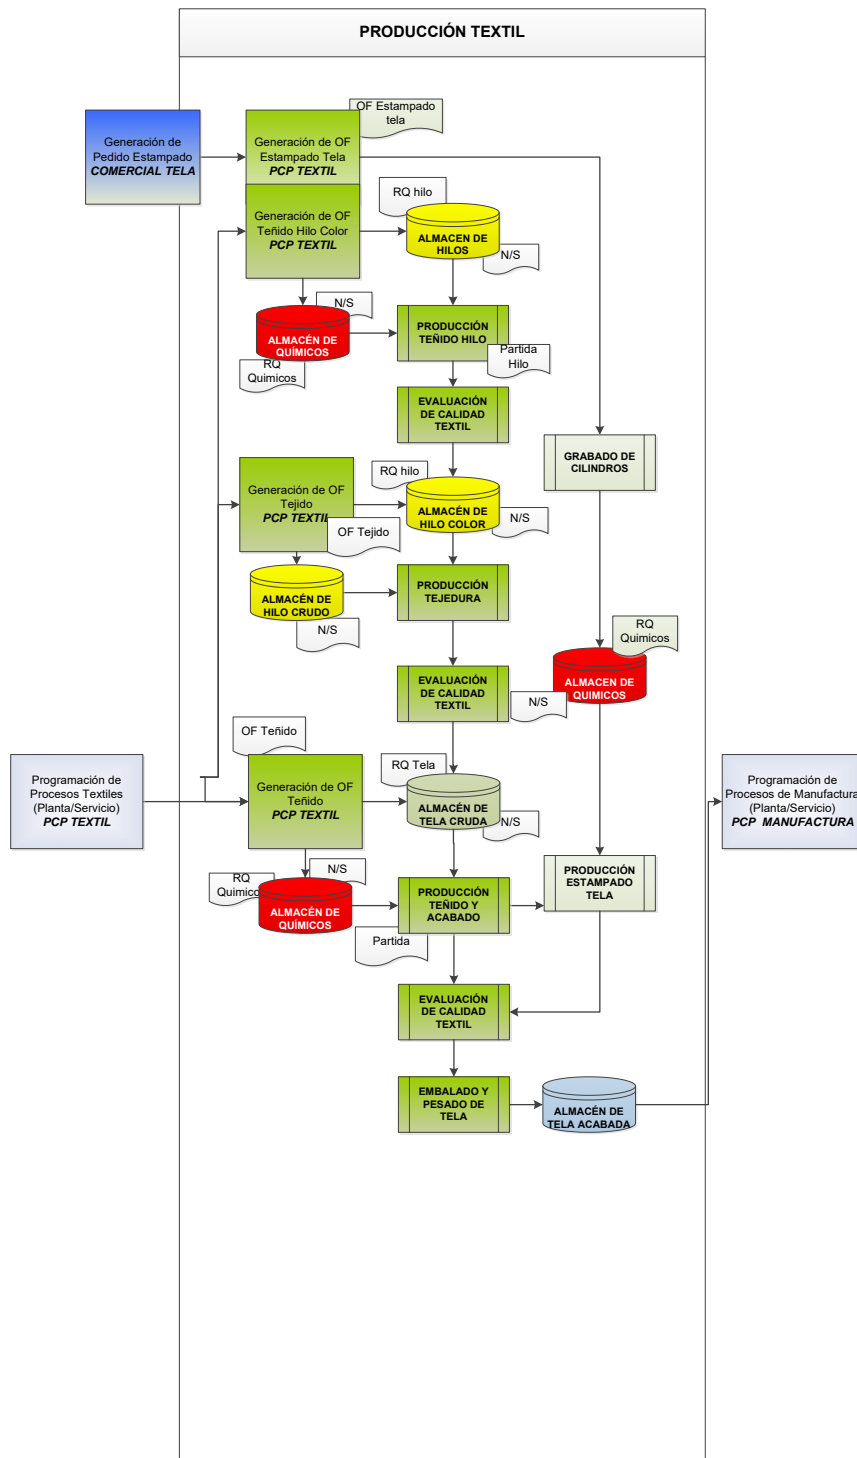 PRODUCCIÓN TEXTIL
OF Estampado
tela
Generación de
Pedido Estampado
COMERCIAL TELA
Generación de OF
Estampado Tela
PCP TEXTIL
RQ hilo
Generación de OF
Teñido Hilo Color
PCP TEXTIL
ALMACEN DE
HILOS
N/S
N/S
ALMACÉN DE
QUÍMICOS
RQ
Quimicos
PRODUCCIÓN
TEÑIDO HILO
Partida
Hilo
EVALUACIÓN
DE CALIDAD
TEXTIL
GRABADO DE
CILINDROS
RQ hilo
Generación de OF
Tejido
PCP TEXTIL
OF Tejido
ALMACÉN DE
HILO COLOR
N/S
ALMACÉN DE
HILO CRUDO
N/S
PRODUCCIÓN
TEJEDURA
RQ
Quimicos
EVALUACIÓN
DE CALIDAD
TEXTIL
ALMACEN DE
QUIMICOS
N/S
OF Teñido
RQ Tela
Programación de
Procesos Textiles
(Planta/Servicio)
PCP TEXTIL
Generación de OF
Teñido
PCP TEXTIL
ALMACÉN DE
TELA CRUDA
N/S
Programación de
Procesos de Manufactura
(Planta/Servicio)
PCP  MANUFACTURA
RQ
Quimico
N/S
ALMACÉN DE
QUÍMICOS
Partida
PRODUCCIÓN
TEÑIDO Y
ACABADO
PRODUCCIÓN
ESTAMPADO
TELA
EVALUACIÓN
DE CALIDAD
TEXTIL
EMBALADO Y
PESADO DE
TELA
ALMACÉN DE
TELA ACABADA